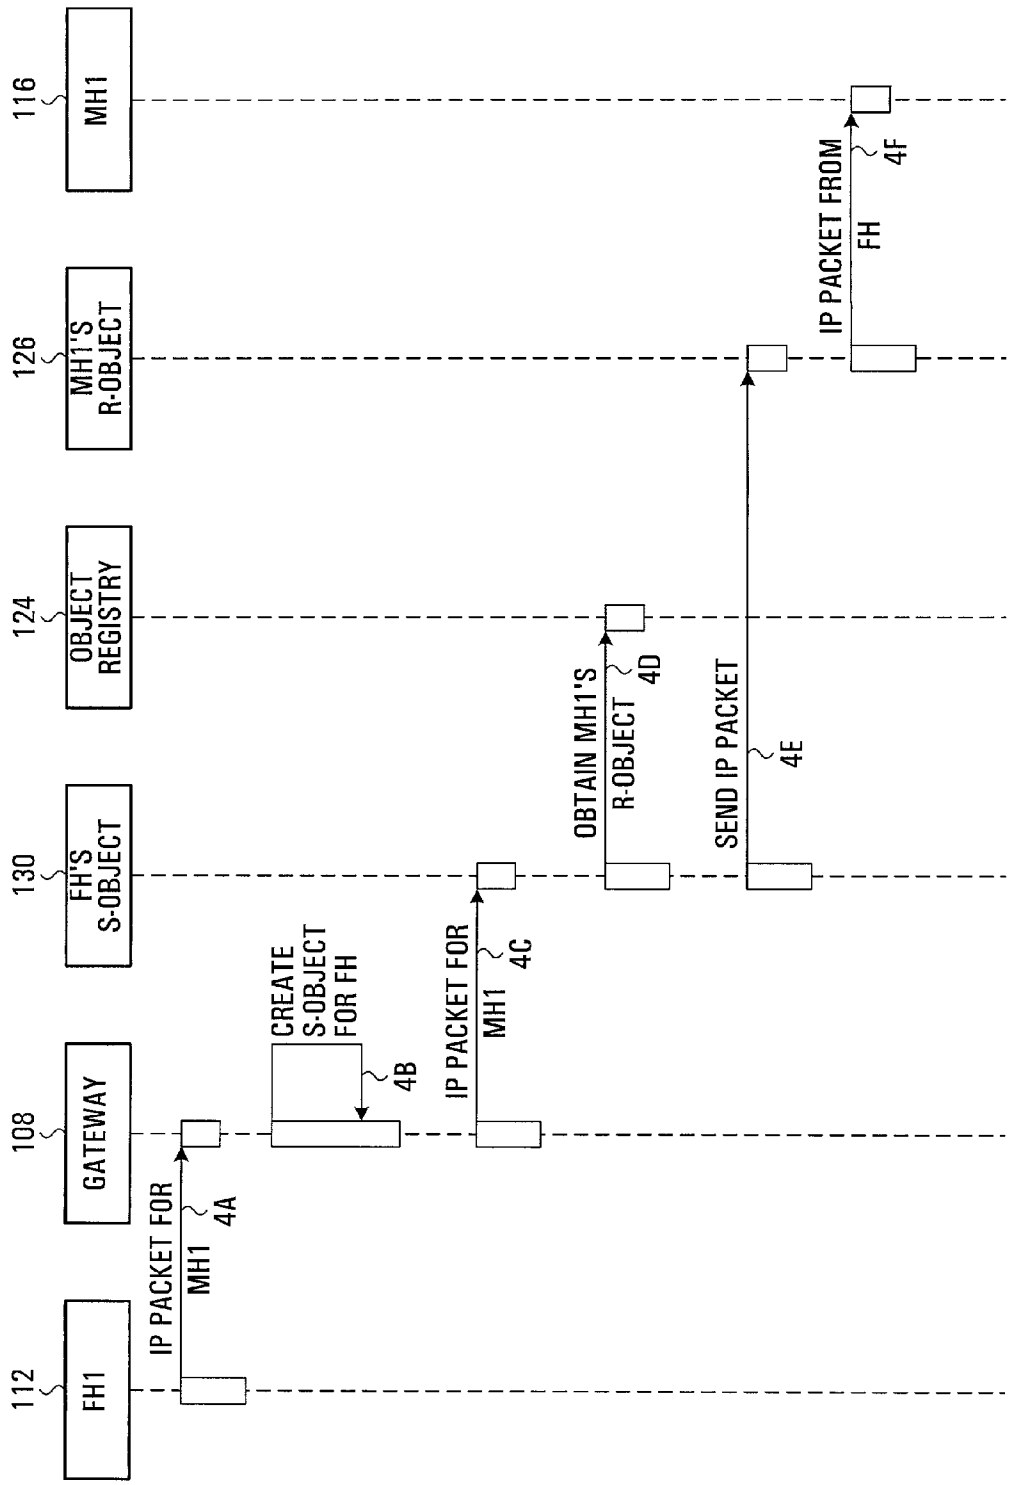 112
FH1
108
GATEWAY
130
FH'S
S-OBJECT
124
OBJECT
REGISTRY
126
MH1'S
R-OBJECT
116
MH1
IP PACKET FOR
MH1
4A
CREATE
S-OBJECT
FOR FH
4B
IP PACKET FOR
MH1
4C
OBTAIN MH1'S
R-OBJECT
4D
SEND IP PACKET
4E
IP PACKET FROM
FH
4F